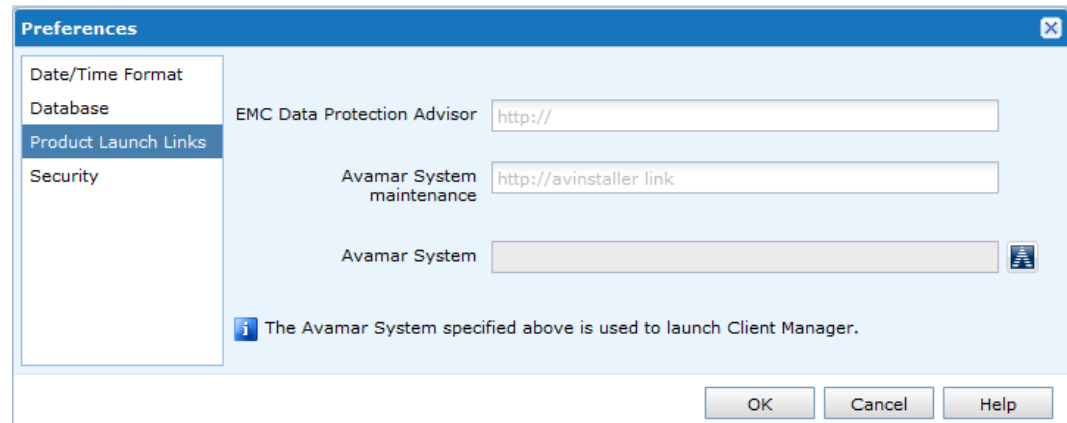 Preferences
Date/Time Format
Database
Product Launch Links
Security
EMC Data Protection Advisor
http://
Avamar System
maintenance
http://avinstaller link
Avamar System
The Avamar System specified above is used to launch Client Manager.
OK
Cancel
Help